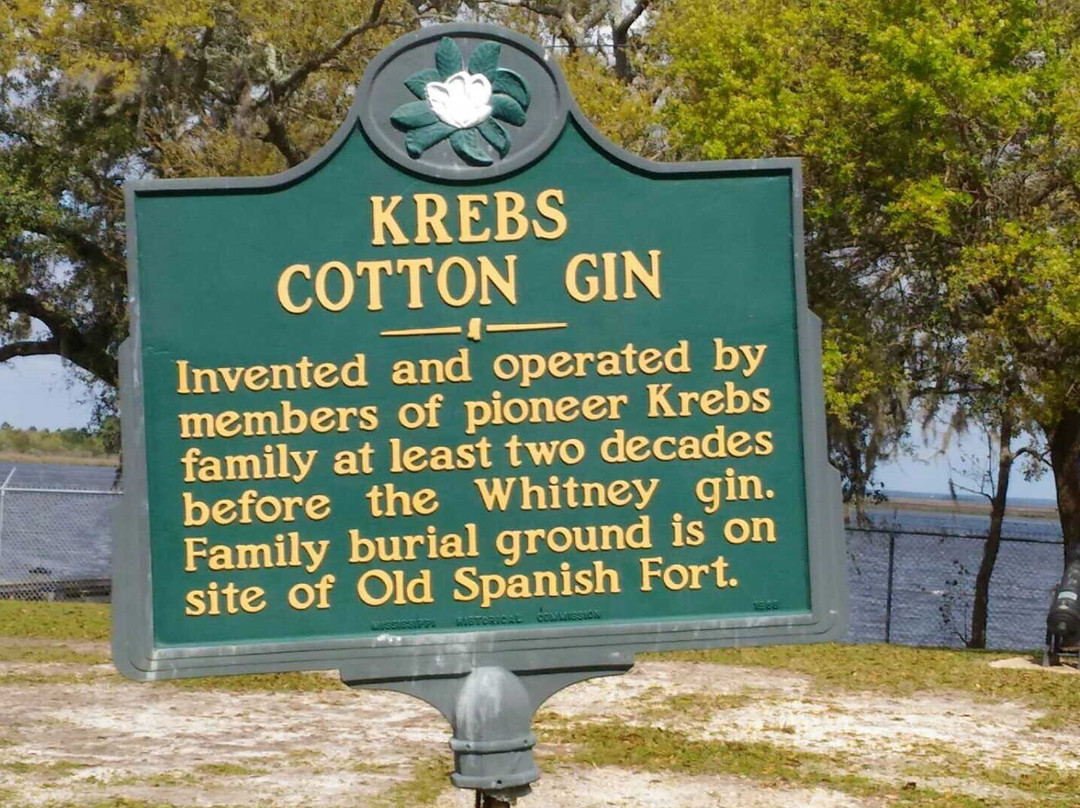 KREBS
COTTON GIN
Invented and operated by
members of pioneer Krebs
family at least two decades
before the Whitney gin.
Family burial ground is on
site of Old Spanish Fort.
MISSISSIPPI HISTORICAL COMMISSION